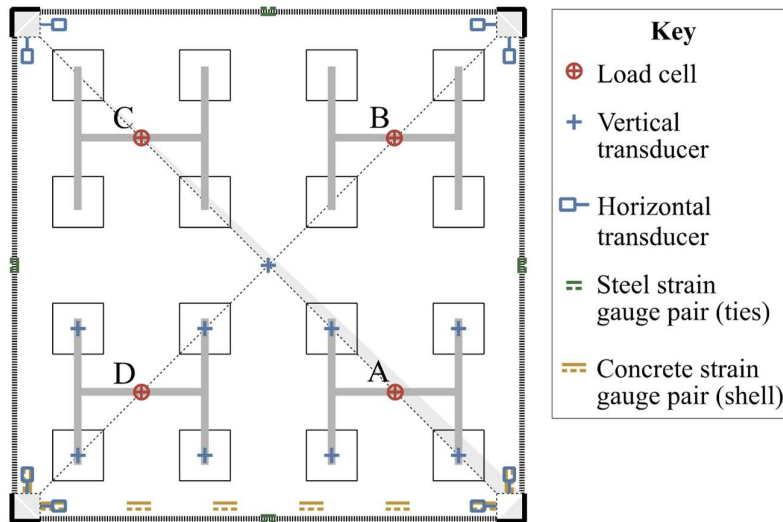 C
B
D
A
Key
Load cell
Vertical
transducer
Horizontal
transducer
Steel strain
gauge pair (ties)
Concrete strain
gauge pair (shell)